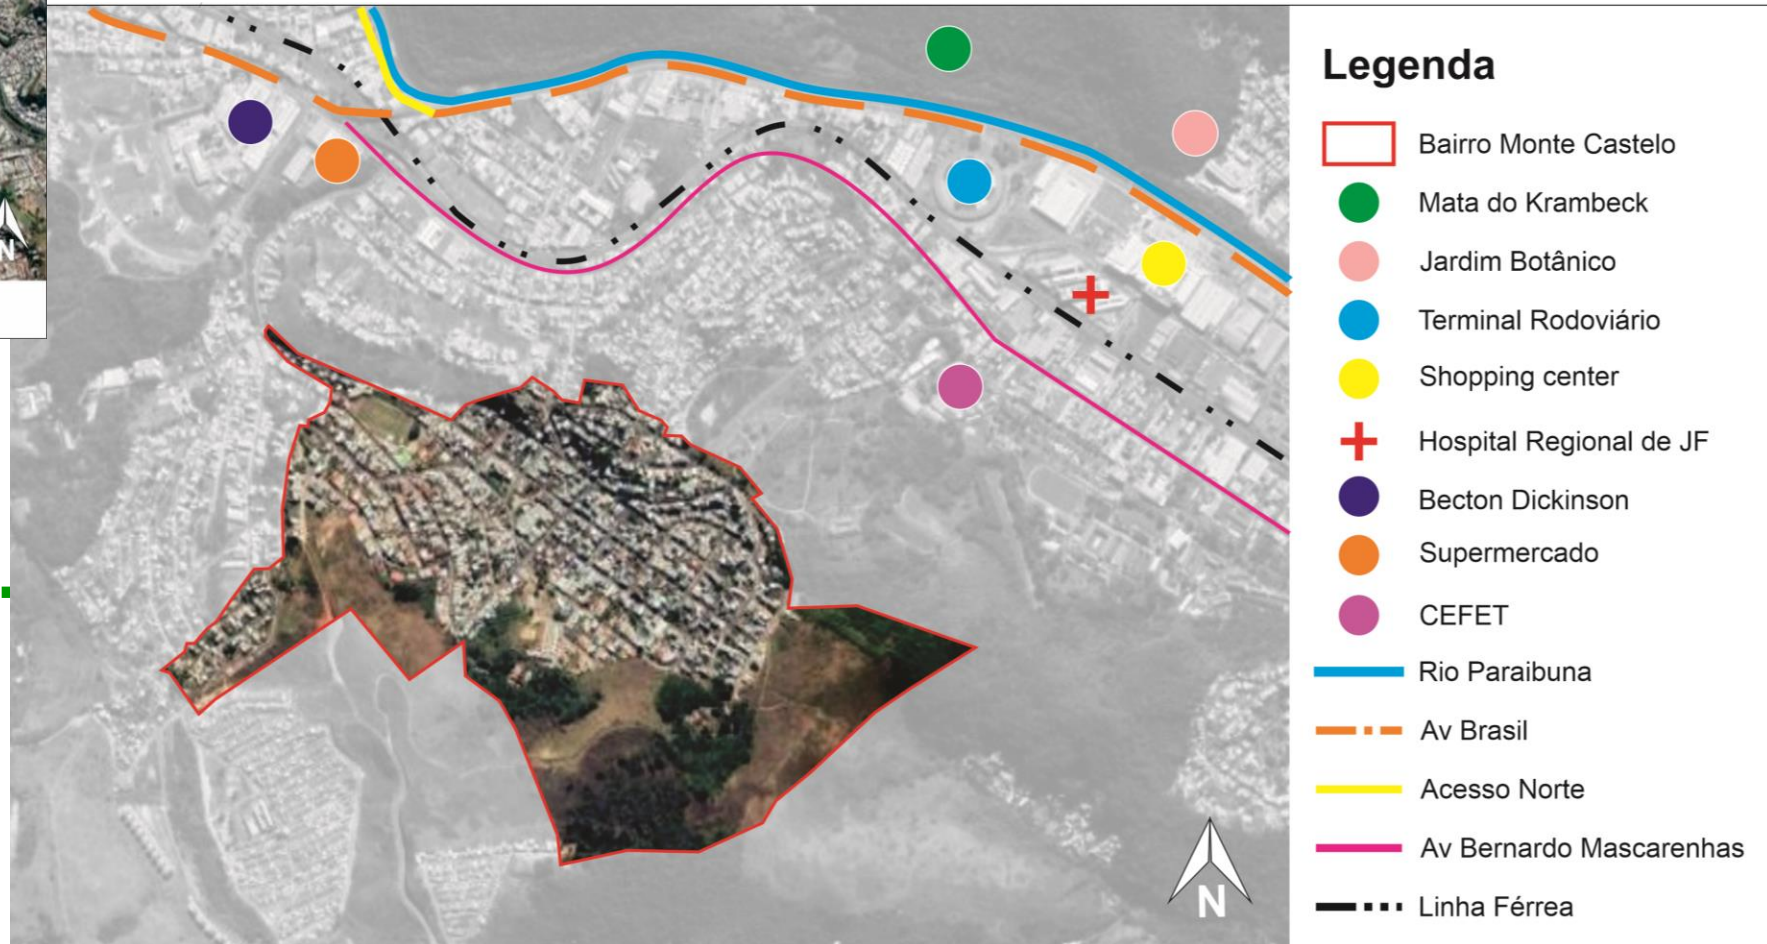 N
Legenda
Bairro Monte Castelo
Mata do Krambeck
Jardim Botânico
Terminal Rodoviário
Shopping center
Hospital Regional de JF
Becton Dickinson
Supermercado
CEFET
Rio Paraibuna
Av Brasil
Acesso Norte
Av Bernardo Mascarenhas
Linha Férrea
N